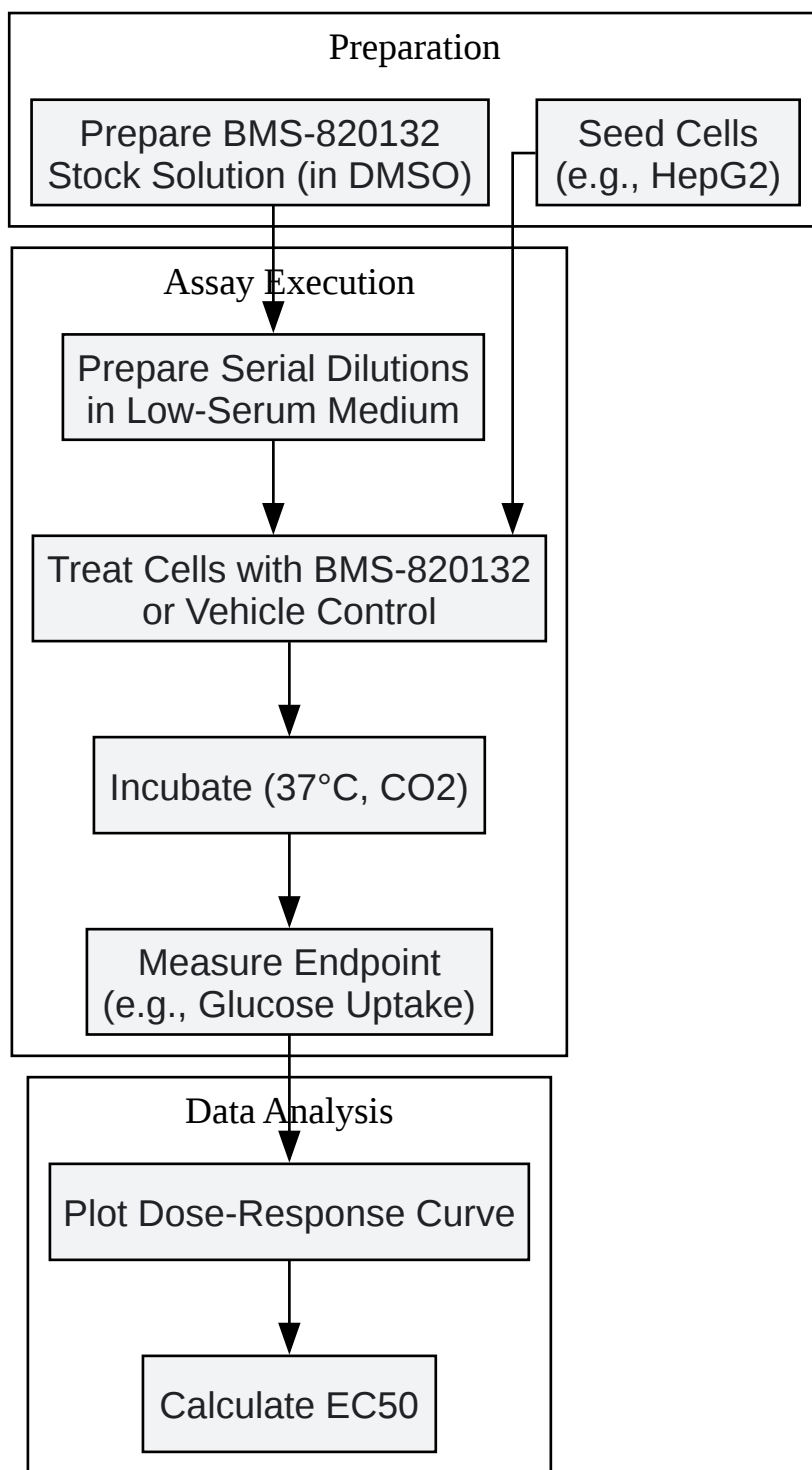 Preparation
Prepare BMS-820132
Stock Solution (in DMSO)
Seed Cells
(e.g., HepG2)
Assay Execution
Prepare Serial Dilutions
in Low-Serum Medium
Treat Cells with BMS-820132
or Vehicle Control
Incubate (37°C, CO2)
Measure Endpoint
(e.g., Glucose Uptake)
Data Analysis
Plot Dose-Response Curve
Calculate EC50